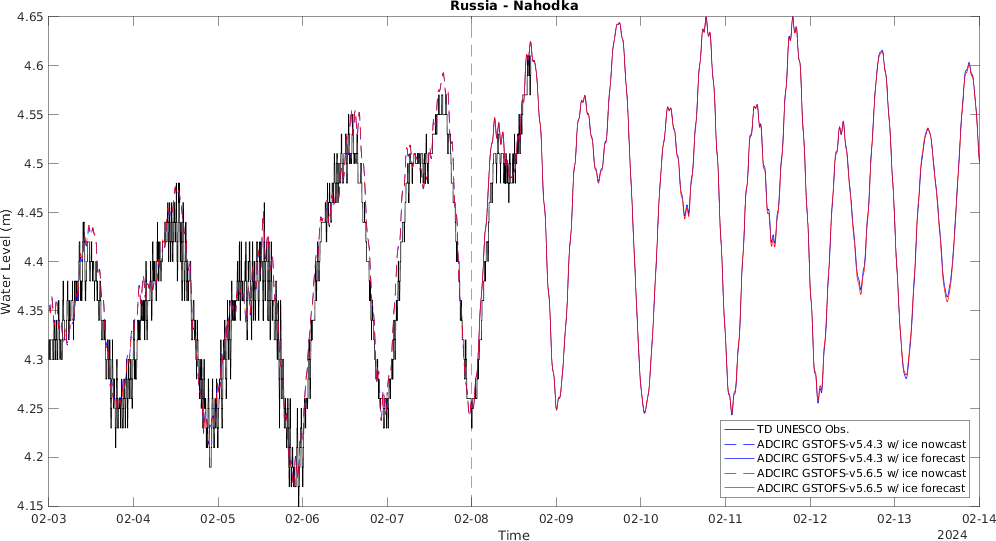 Russia - Nahodka
4.65
4.6
4.55
4.5
4.45
4.4
4.35
4.3
4.25
4.2
4.15
Water Level (m)
TD UNESCO Obs.
ADCIRC GSTOFS-v5.4.3 w/ ice nowcast
ADCIRC GSTOFS-v5.4.3 w/ ice forecast
ADCIRC GSTOFS-v5.6.5 w/ ice nowcast
ADCIRC GSTOFS-v5.6.5 w/ ice forecast
02-03 02-04 02-05 02-06 02-07 02-08 02-09 02-10 02-11 02-12 02-13 02-14
Time
2024